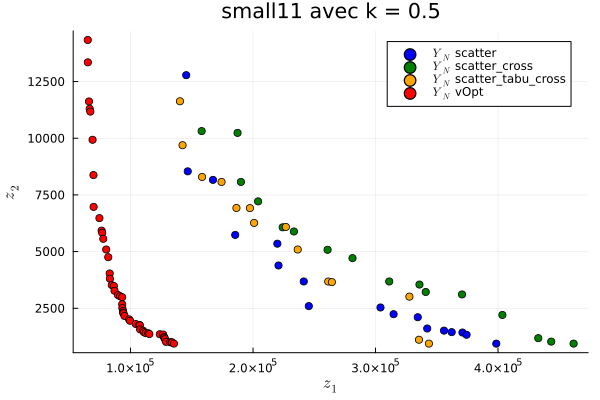 small11 avec k = 0.5
Y_N scatter
Y_N scatter_cross
Y_N scatter_tabu_cross
Y_N vOpt
12500
10000
7500
5000
2500
z_2
1.0×10^5 2.0×10^5 3.0×10^5 4.0×10^5
z_1